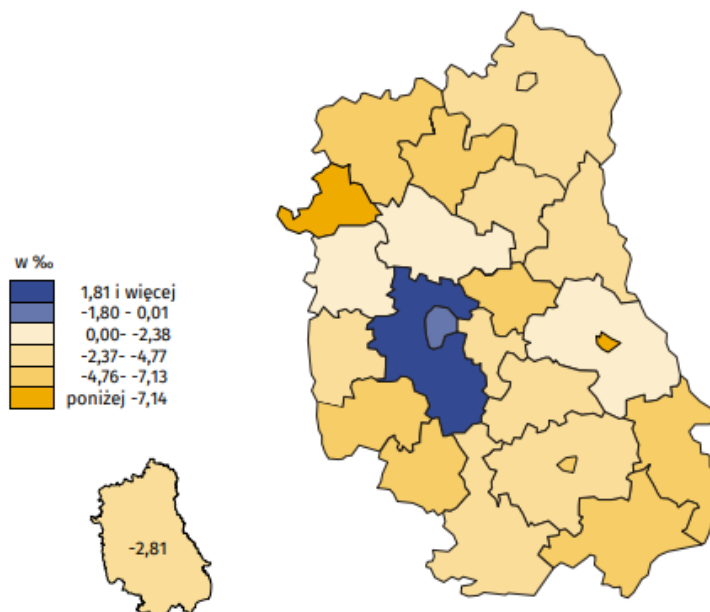 w ‰
1,81 i więcej
-1,80 - 0,01
0,00- -2,38
-2,37- -4,77
-4,76- -7,13
poniżej -7,14
-2,81